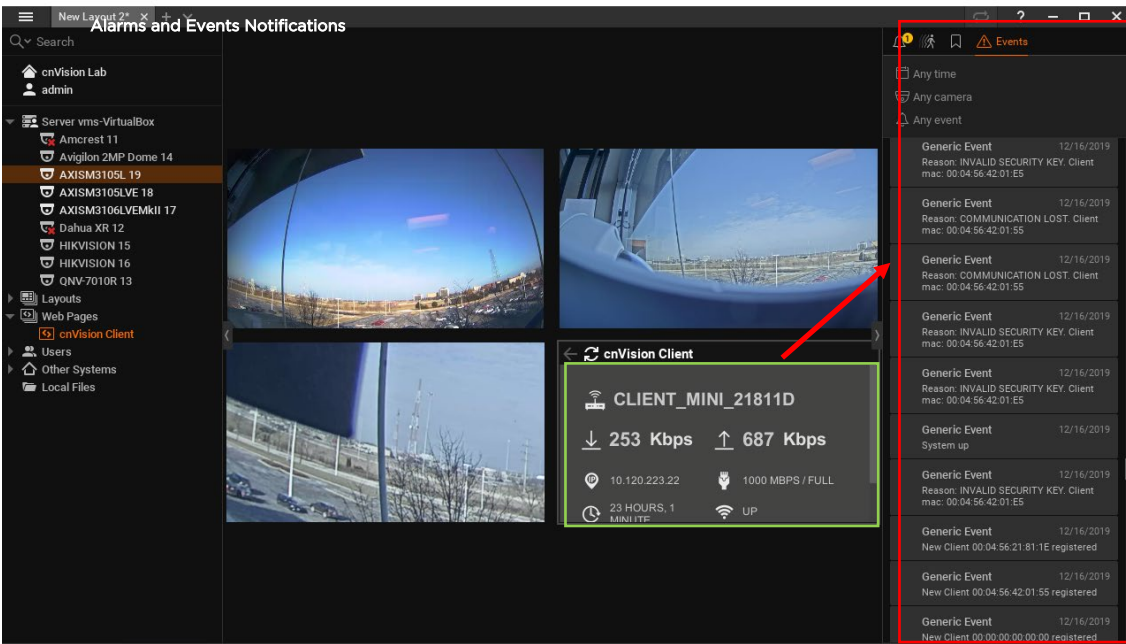 New Layout 2*
Alarms and Events Notifications
Search
cnVision Lab
admin
Server vms-VirtualBox
Amcrest 11
Avigilon 2MP Dome 14
AXISM3105L 19
AXISM3105LVE 18
AXISM3106LVEMkII 17
Dahua XR 12
HIKVISION 15
HIKVISION 16
QNV-7010R 13
Layouts
Web Pages
cnVision Client
Users
Other Systems
Local Files
cnVision Client
CLIENT_MINI_21811D
253 Kbps 687 Kbps
IP 10.120.223.22 1000 MBPS / FULL
23 HOURS, 1 UP
MINUTE
1 Events
Any time
Any camera
Any event
Generic Event 12/16/2019
Reason: INVALID SECURITY KEY. Client
mac: 00:04:56:42:01:E5
Generic Event 12/16/2019
Reason: COMMUNICATION LOST. Client
mac: 00:04:56:42:01:55
Generic Event 12/16/2019
Reason: COMMUNICATION LOST. Client
mac: 00:04:56:42:01:55
Generic Event 12/16/2019
Reason: INVALID SECURITY KEY. Client
mac: 00:04:56:42:01:E5
Generic Event 12/16/2019
Reason: INVALID SECURITY KEY. Client
mac: 00:04:56:42:01:E5
Generic Event 12/16/2019
System up
Generic Event 12/16/2019
Reason: INVALID SECURITY KEY. Client
mac: 00:04:56:42:01:E5
Generic Event 12/16/2019
New Client 00:04:56:21:81:1E registered
Generic Event 12/16/2019
New Client 00:04:56:42:01:55 registered
Generic Event 12/16/2019
New Client 00:00:00:00:00:00 registered